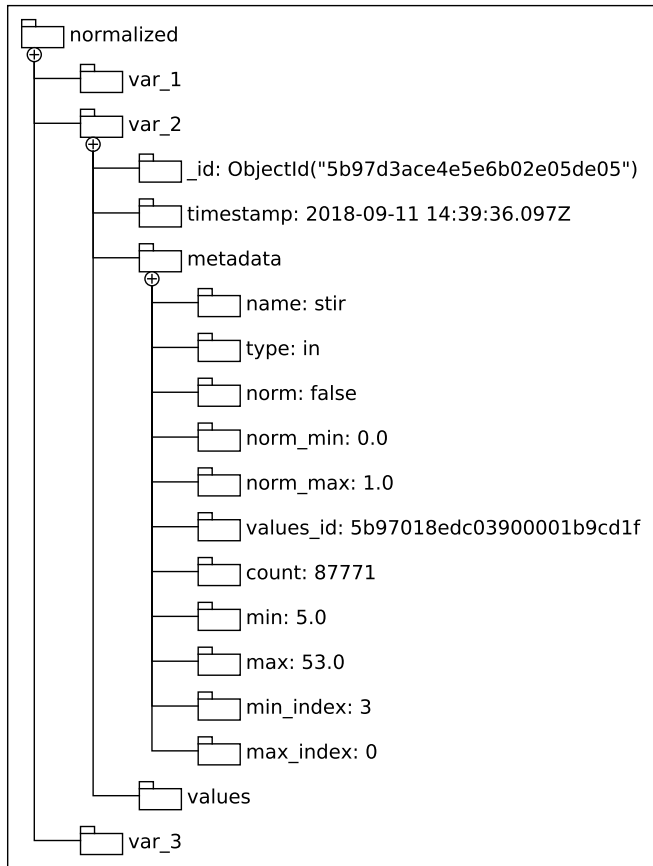 normalized
var_1
var_2
_id: ObjectId("5b97d3ace4e5e6b02e05de05")
timestamp: 2018-09-11 14:39:36.097Z
metadata
name: stir
type: in
norm: false
norm_min: 0.0
norm_max: 1.0
values_id: 5b97018edc03900001b9cd1f
count: 87771
min: 5.0
max: 53.0
min_index: 3
max_index: 0
values
var_3